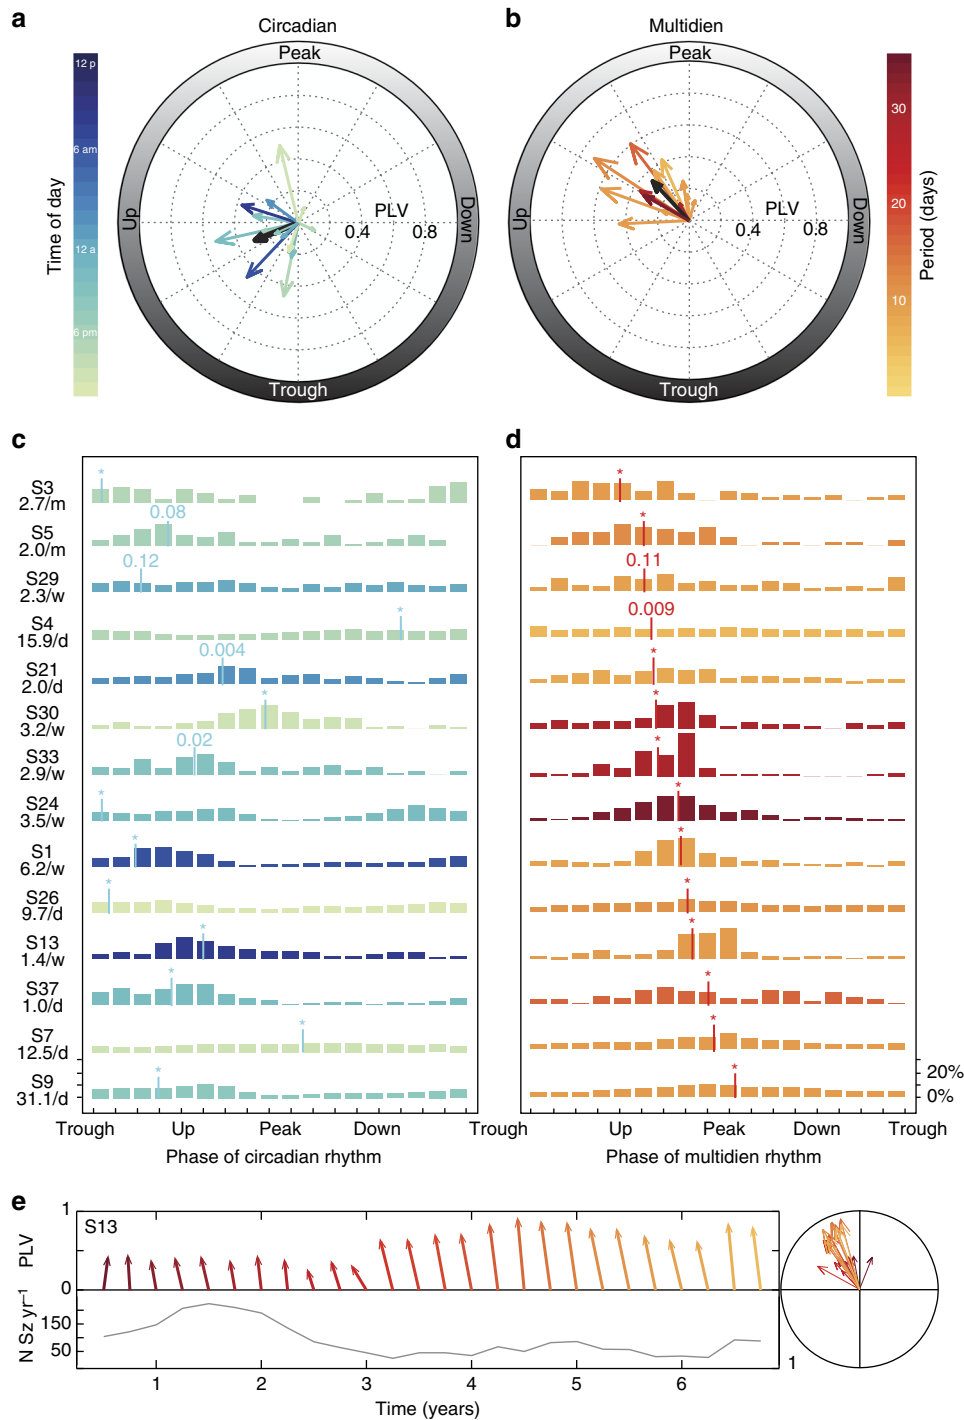 a
Circadian
b
Multidien
Time of day
12 p
6 am
12 a
6 pm
Peak
Up
Down
Trough
PLV
0.4
0.8
Peak
Up
Down
Trough
PLV
0.4
0.8
Period (days)
30
20
10
c
d
S3
2.7/m
S5
2.0/m
S29
2.3/w
S4
15.9/d
S21
2.0/d
S30
3.2/w
S33
2.9/w
S24
3.5/w
S1
6.2/w
S26
9.7/d
S13
1.4/w
S37
1.0/d
S7
12.5/d
S9
31.1/d
*
0.08
0.12
*
0.004
*
0.02
*
*
*
*
*
*
*
*
*
0.11
0.009
*
*
*
*
*
*
*
*
*
*
20%
0%
Trough Up Peak Down Trough
Phase of circadian rhythm
Up Peak Down Trough
Phase of multidien rhythm
e
S13
PLV
1
0
N Sz yr⁻¹
150
50
1 2 3 4 5 6
Time (years)
1